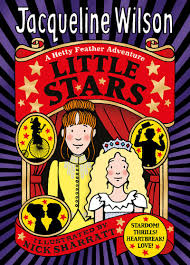 Jacqueline Wilson
A Hetty Feather Adventure
LITTLE
STARS
STARDOM!
THRILLS!
HEARTBREAK!
LOVE!
ILLUSTRATED BY
NICK SHARRATT